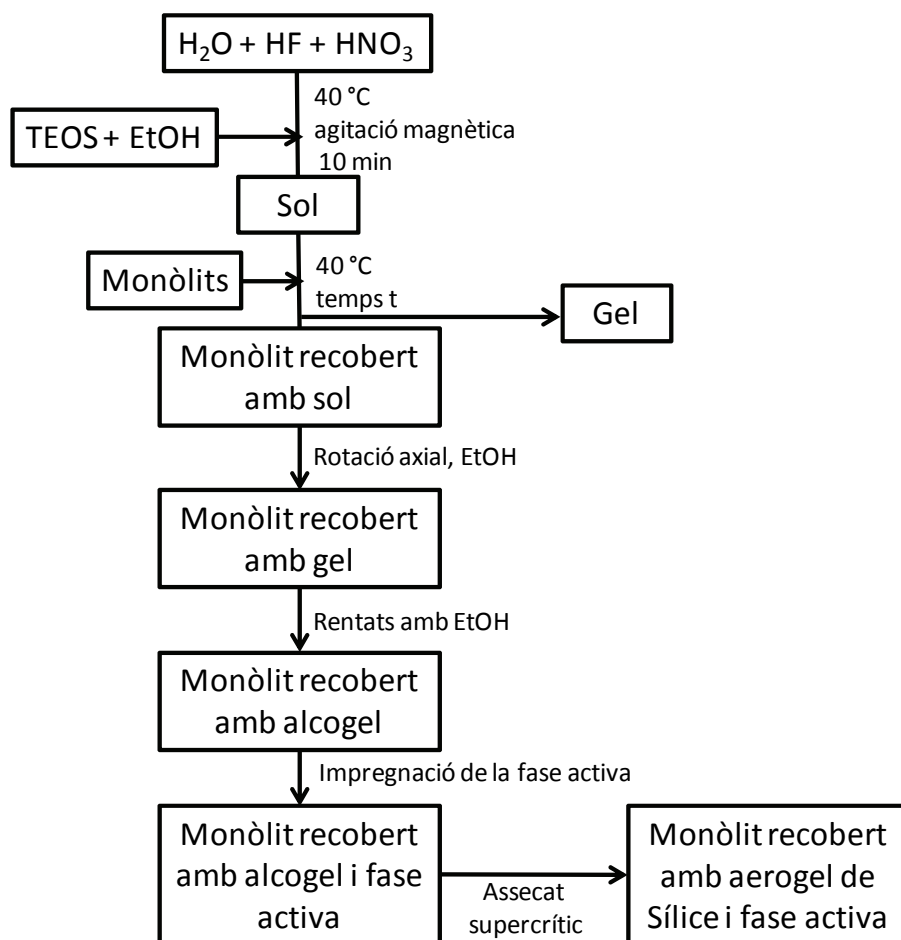 H₂O + HF + HNO₃
40 °C
agitació magnètica
10 min
TEOS + EtOH
Sol
Monòlits
40 °C
temps t
Gel
Monòlit recobert
amb sol
Rotació axial, EtOH
Monòlit recobert
amb gel
Rentats amb EtOH
Monòlit recobert
amb alcogel
Impregnació de la fase activa
Monòlit recobert
amb alcogel i fase
activa
Assecat
supercrític
Monòlit recobert
amb aerogel de
Sílice i fase activa